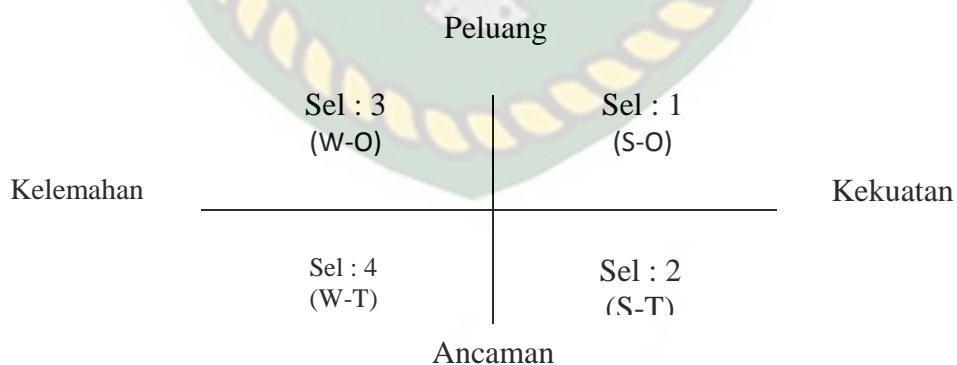 Peluang
Sel : 3
(W-O)
Sel : 1
(S-O)
Kelemahan
Kekuatan
Sel : 4
(W-T)
Sel : 2
(S-T)
Ancaman